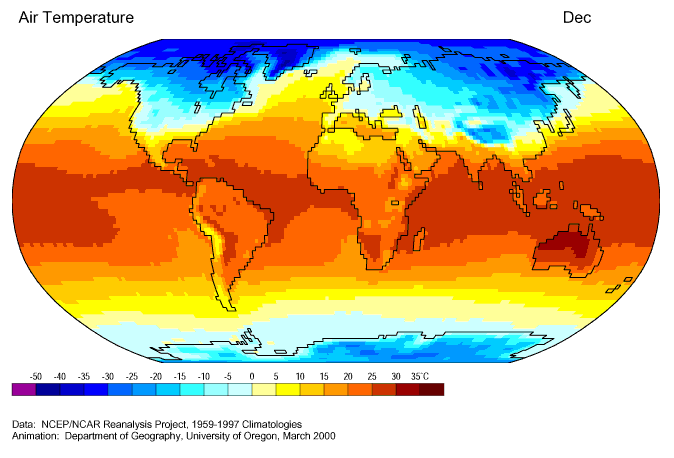 Air Temperature
Dec
-50 -40 -35 -30 -25 -20 -15 -10 -5 0 5 10 15 20 25 30 35°C
Data: NCEP/NCAR Reanalysis Project, 1959-1997 Climatologies
Animation: Department of Geography, University of Oregon, March 2000